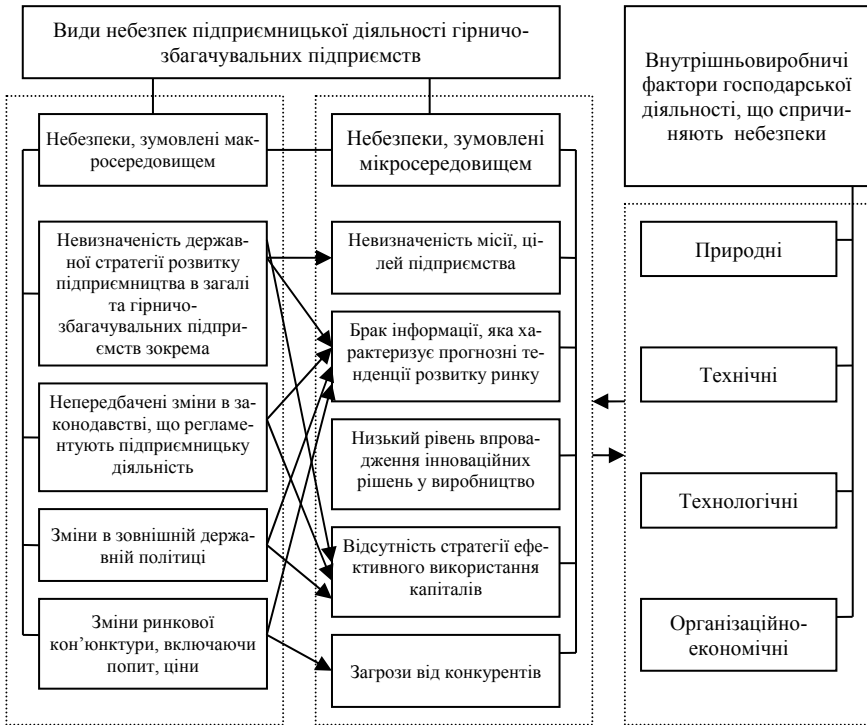 Види небезпек підприємницької діяльності гірничо-
збагачувальних підприємств
Небезпеки, зумовлені мак-
росередовищем
Невизначеність держав-
ної стратегії розвитку
підприємництва в загалі
та гірничо-
збагачувальних підпри-
ємств зокрема
Непередбачені зміни в за-
конодавстві, що регламе-
нтують підприємницьку
діяльність
Зміни в зовнішній держа-
вній політиці
Зміни ринкової
кон’юнктури, включаючи
попит, ціни
Небезпеки, зумовлені
мікросередовищем
Невизначеність місії, ці-
лей підприємства
Брак інформації, яка ха-
рактеризує прогнозні те-
нденції розвитку ринку
Низький рівень впрова-
дження інноваційних
рішень у виробництво
Відсутність стратегії ефе-
ктивного використання
капіталів
Загрози від конкурентів
Внутрішньовиробничі
фактори господарської
діяльності, що спричи-
няють небезпеки
Природні
Технічні
Технологічні
Організаційно-
економічні